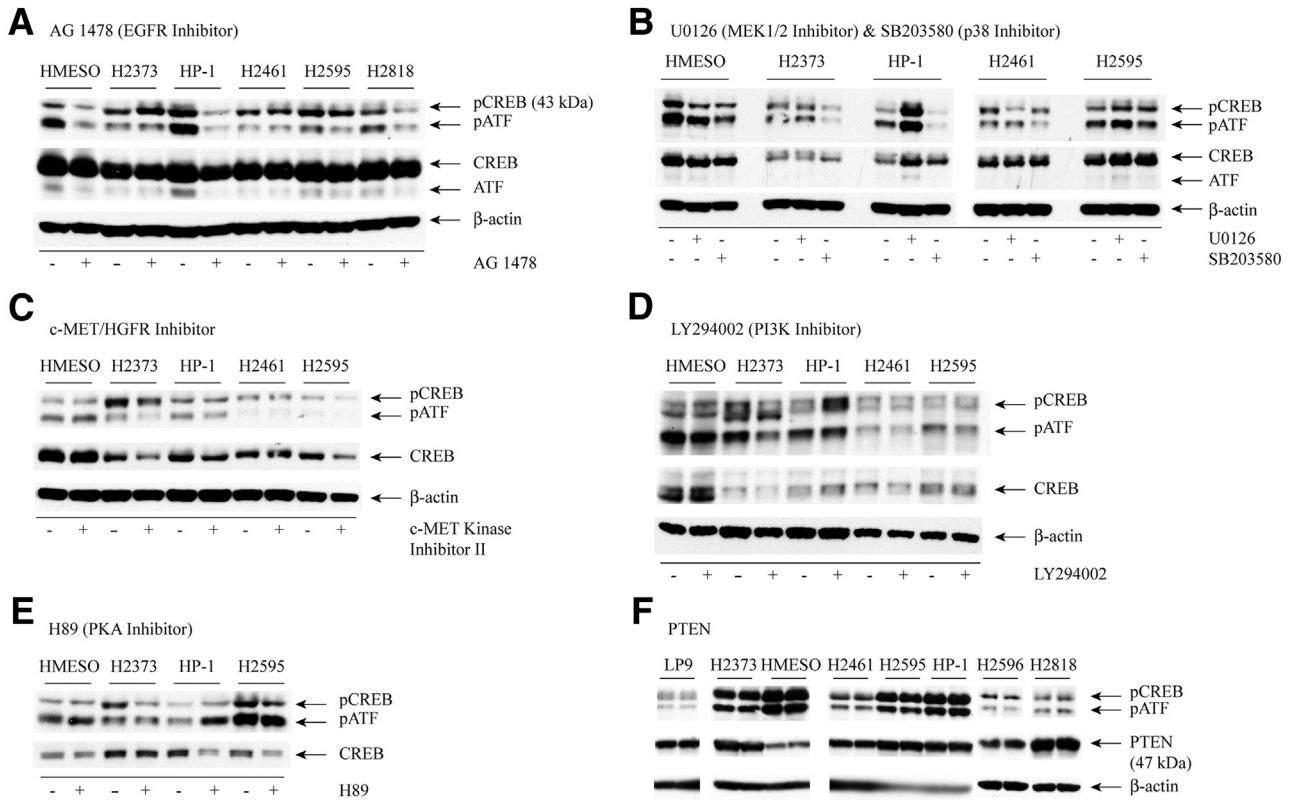 A
AG 1478 (EGFR Inhibitor)
HMESO H2373 HP-1 H2461 H2595 H2818
pCREB (43 kDa)
pATF
CREB
ATF
β-actin
- + - + - + - + - + - +
AG 1478
B
U0126 (MEK1/2 Inhibitor) & SB203580 (p38 Inhibitor)
HMESO H2373 HP-1 H2461 H2595
pCREB
pATF
CREB
ATF
β-actin
- + - - + - - + - - + - - + - U0126
- - + - - + - - + - - + - - + SB203580
C
c-MET/HGFR Inhibitor
HMESO H2373 HP-1 H2461 H2595
pCREB
pATF
CREB
β-actin
- + - + - + - + - +
c-MET Kinase
Inhibitor II
D
LY294002 (PI3K Inhibitor)
HMESO H2373 HP-1 H2461 H2595
pCREB
pATF
CREB
β-actin
- + - + - + - + - +
LY294002
E
H89 (PKA Inhibitor)
HMESO H2373 HP-1 H2595
pCREB
pATF
CREB
- + - + - + - +
H89
F
PTEN
LP9 H2373 HMESO H2461 H2595 HP-1 H2596 H2818
pCREB
pATF
PTEN
(47 kDa)
β-actin